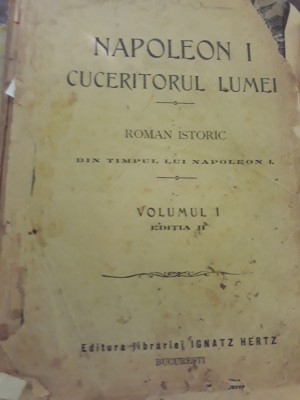 NAPOLEON I
CUCERITORUL LUMEI
ROMAN ISTORIC
DIN TIMPUL LUI NAPOLEON I.
VOLUMUL I
EDITIA II
Editura librariei IGNATZ HERTZ
BUCUREȘTI